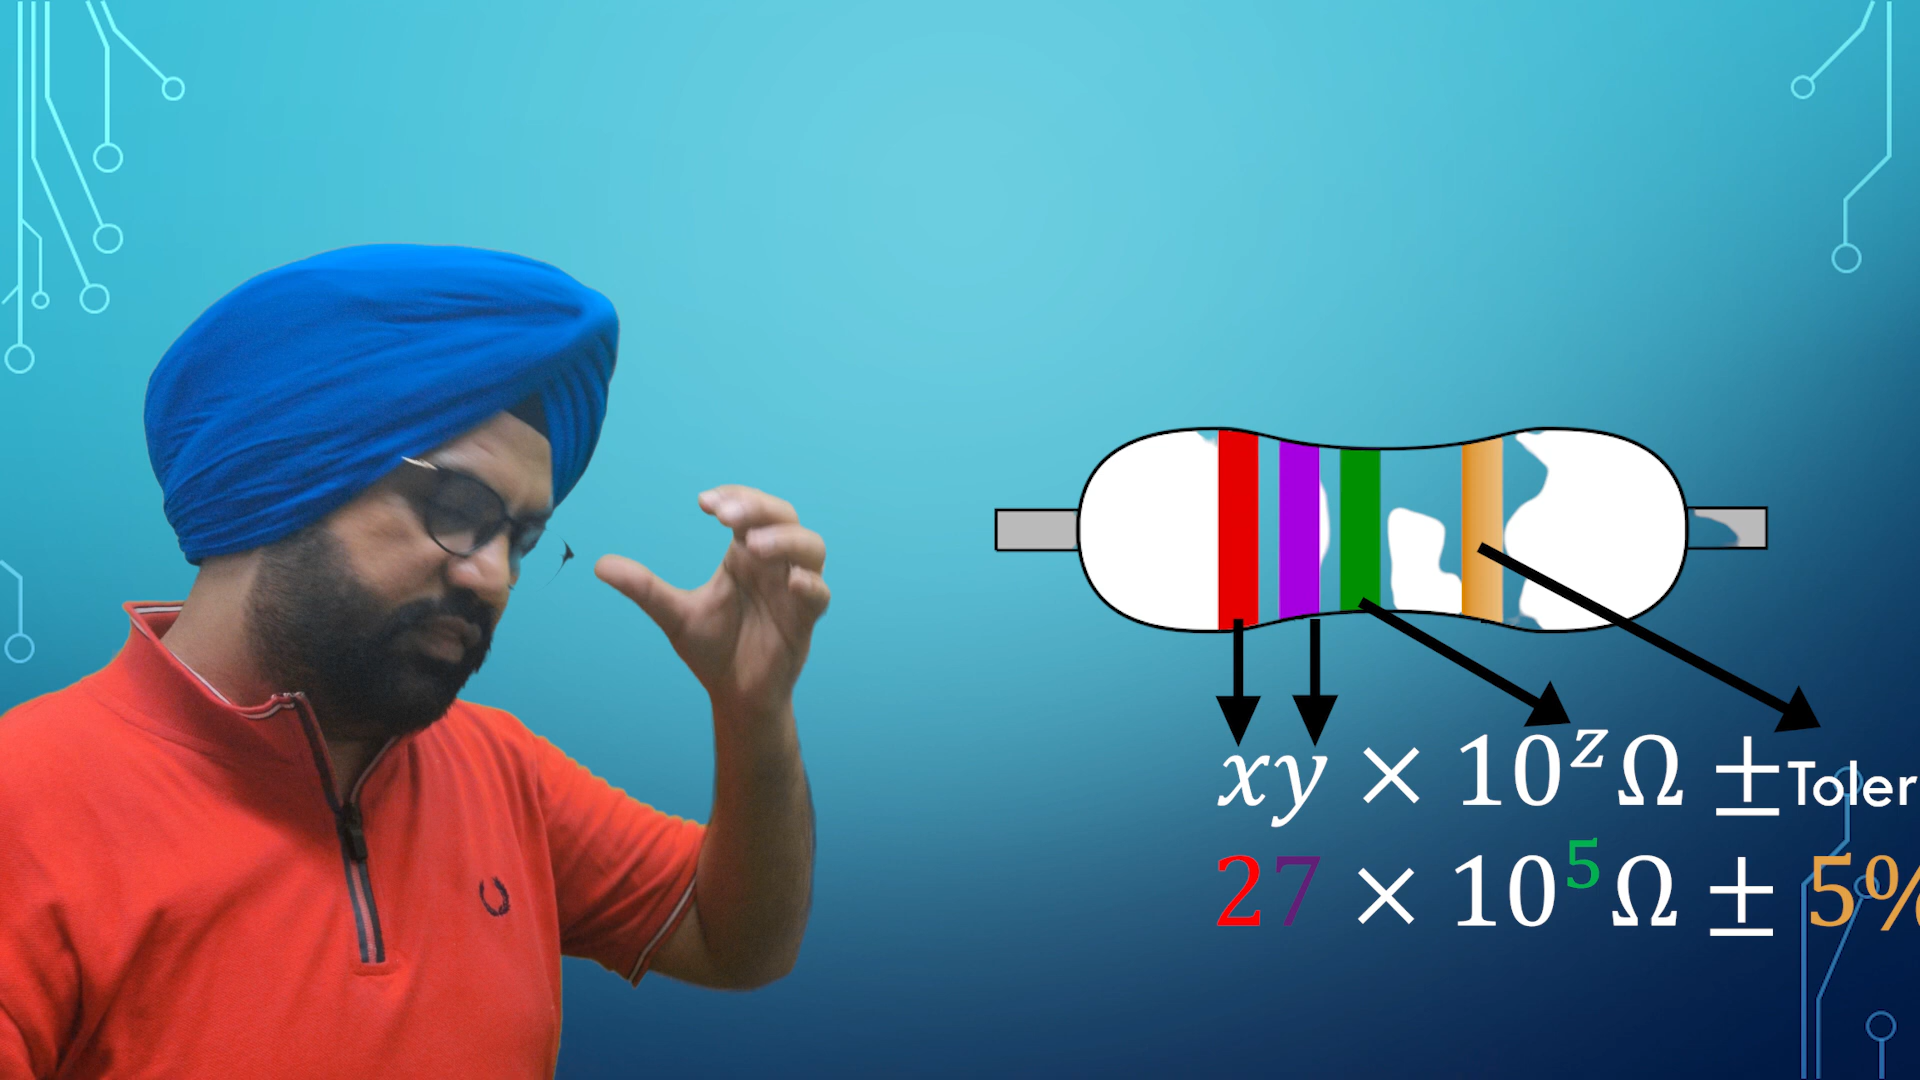 xy × 10^z Ω ± Toler
27 × 10^5 Ω ± 5%